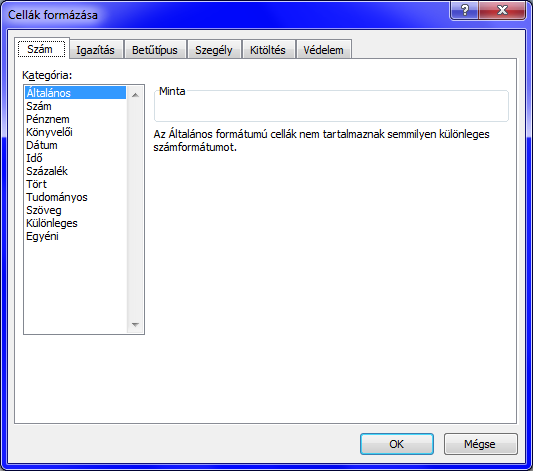 Cellák formázása
Szám Igazítás Betűtípus Szegély Kitöltés Védelem
Kategória:
Általános
Szám
Pénznem
Könyvelői
Dátum
Idő
Százalék
Tört
Tudományos
Szöveg
Különleges
Egyéni
Minta
Az Általános formátumú cellák nem tartalmaznak semmilyen különleges
számformátumot.
OK Mégse